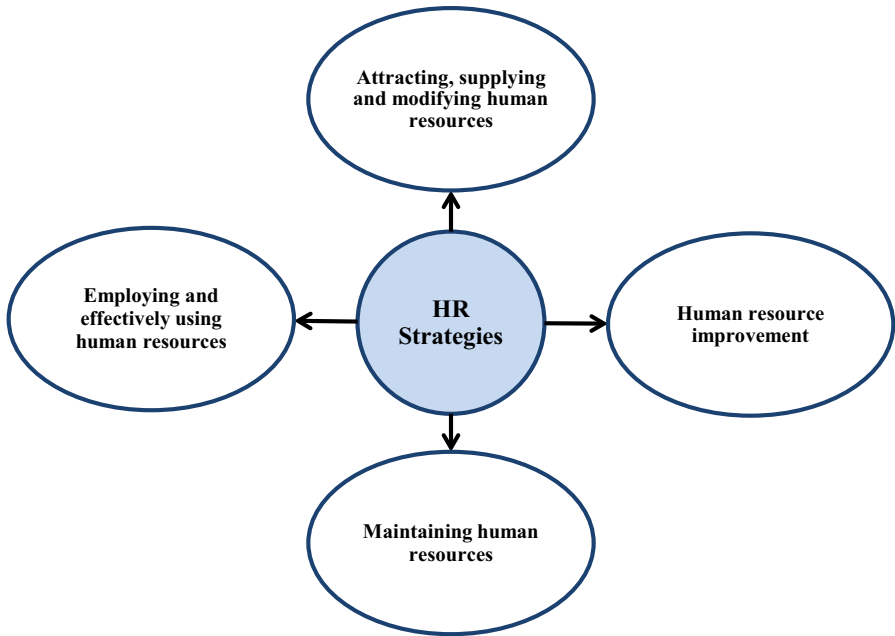 Attracting, supplying
and modifying human
resources
Employing and
effectively using
human resources
HR
Strategies
Human resource
improvement
Maintaining human
resources